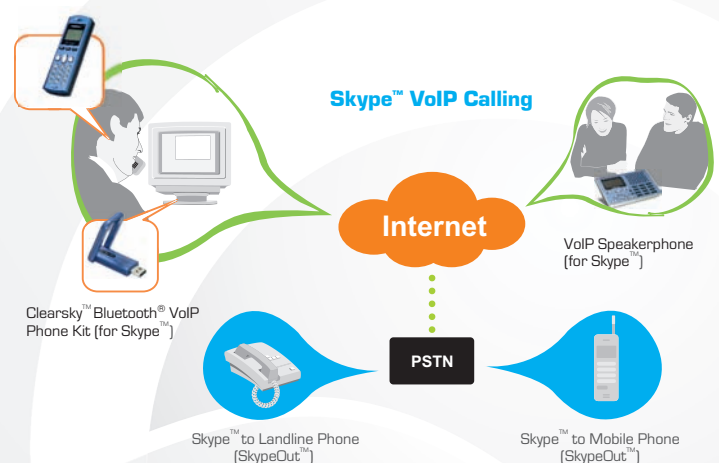 Skype™ VoIP Calling
Internet
VoIP Speakerphone
(for Skype™)
Clearsky™ Bluetooth® VoIP
Phone Kit (for Skype™)
PSTN
Skype™ to Landline Phone
(SkypeOut™)
Skype™ to Mobile Phone
(SkypeOut™)